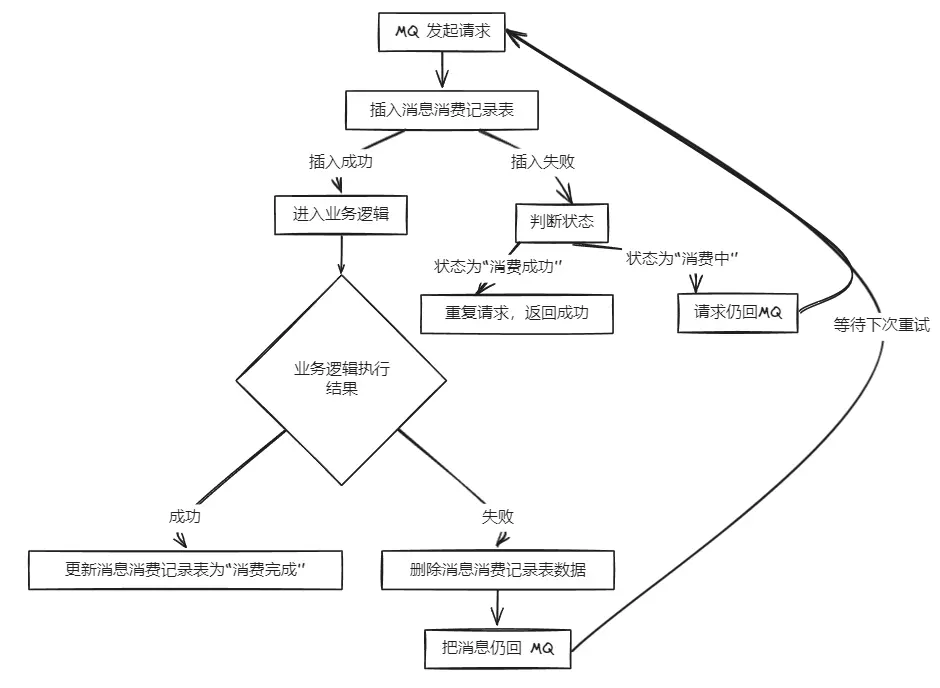 MQ 发起请求
插入消息消费记录表
插入成功
插入失败
进入业务逻辑
判断状态
状态为“消费成功”
状态为“消费中”
重复请求，返回成功
请求仍回MQ
等待下次重试
业务逻辑执行
结果
成功
失败
更新消息消费记录表为“消费完成”
删除消息消费记录表数据
把消息仍回 MQ